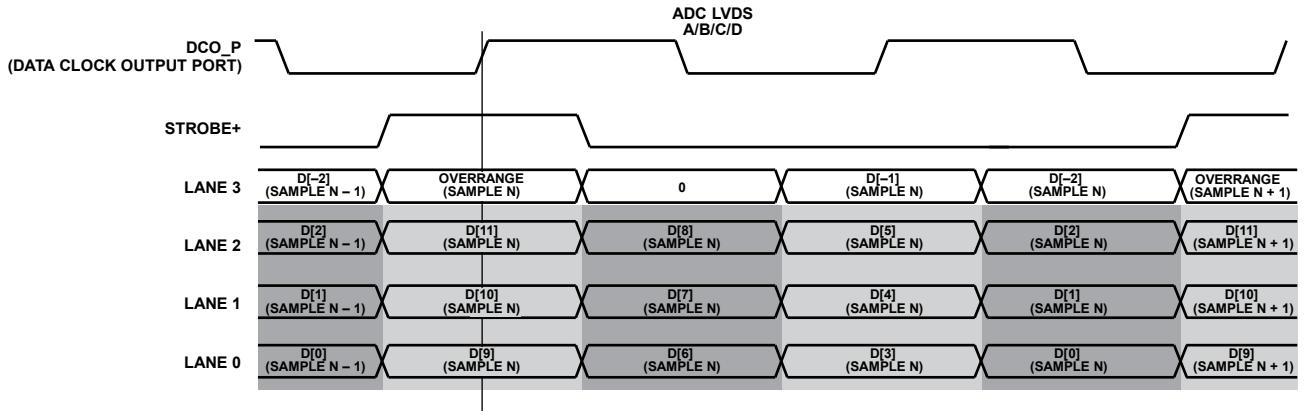 ADC LVDS
A/B/C/D
DCO_P
(DATA CLOCK OUTPUT PORT)
STROBE+
LANE 3
D[–2]
(SAMPLE N – 1)
OVERRANGE
(SAMPLE N)
0
D[–1]
(SAMPLE N)
D[–2]
(SAMPLE N)
OVERRANGE
(SAMPLE N + 1)
LANE 2
D[2]
(SAMPLE N – 1)
D[11]
(SAMPLE N)
D[8]
(SAMPLE N)
D[5]
(SAMPLE N)
D[2]
(SAMPLE N)
D[11]
(SAMPLE N + 1)
LANE 1
D[1]
(SAMPLE N – 1)
D[10]
(SAMPLE N)
D[7]
(SAMPLE N)
D[4]
(SAMPLE N)
D[1]
(SAMPLE N)
D[10]
(SAMPLE N + 1)
LANE 0
D[0]
(SAMPLE N – 1)
D[9]
(SAMPLE N)
D[6]
(SAMPLE N)
D[3]
(SAMPLE N)
D[0]
(SAMPLE N)
D[9]
(SAMPLE N + 1)